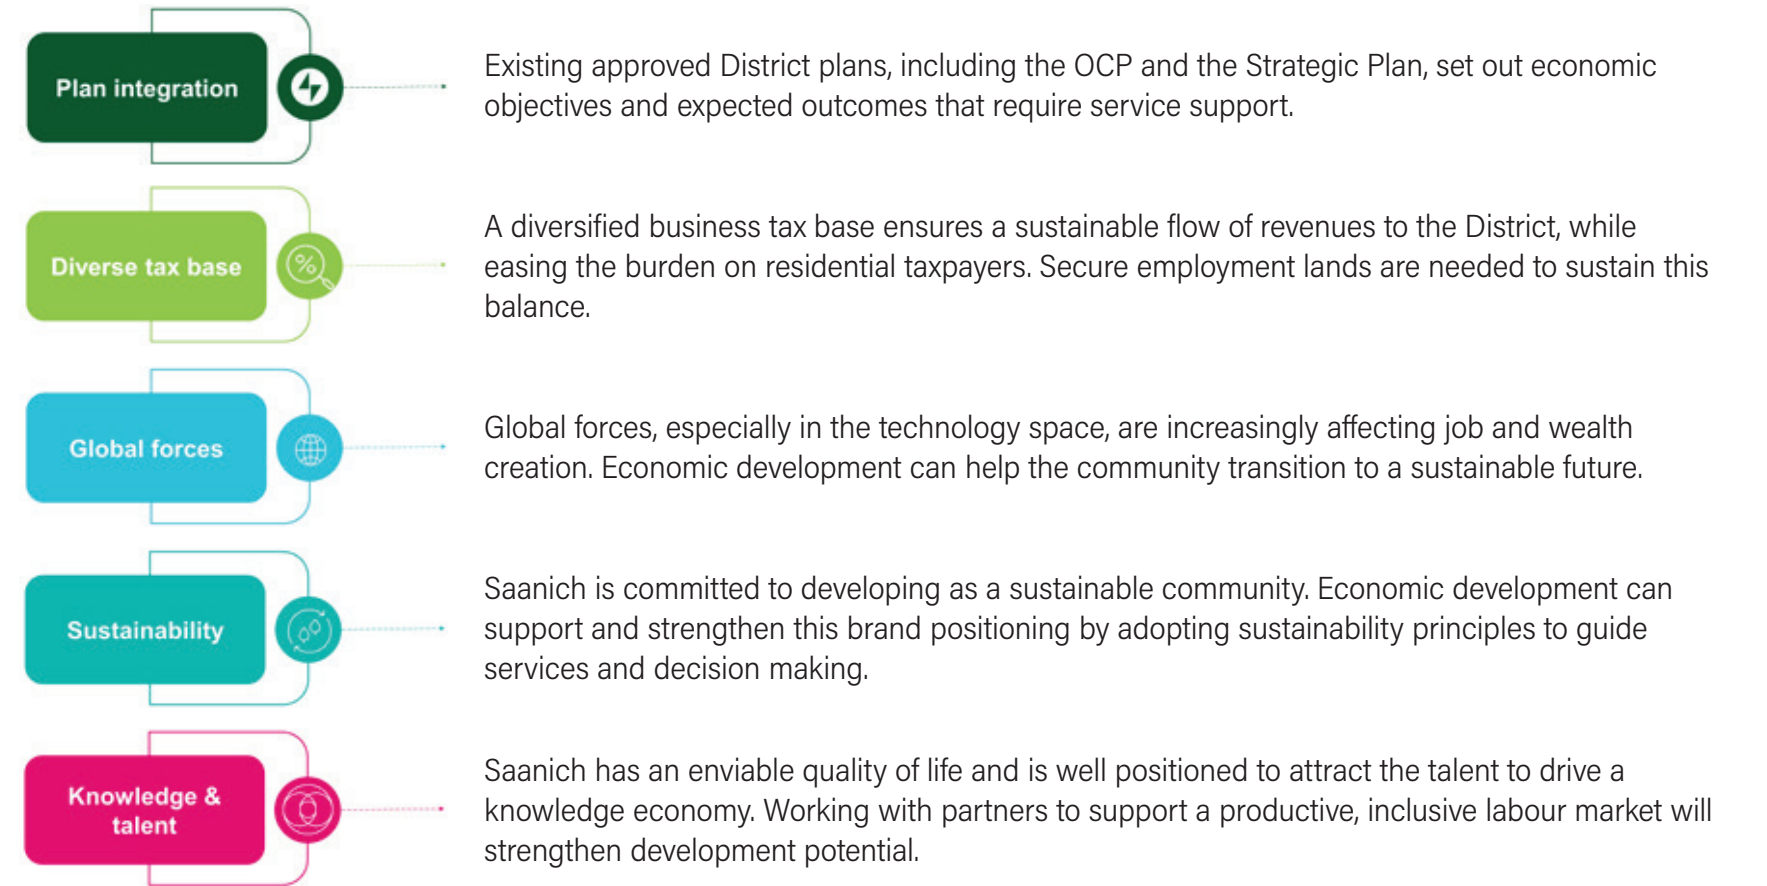 Plan integration
Existing approved District plans, including the OCP and the Strategic Plan, set out economic
objectives and expected outcomes that require service support.
Diverse tax base
%
A diversified business tax base ensures a sustainable flow of revenues to the District, while
easing the burden on residential taxpayers. Secure employment lands are needed to sustain this
balance.
Global forces
Global forces, especially in the technology space, are increasingly affecting job and wealth
creation. Economic development can help the community transition to a sustainable future.
Sustainability
Saanich is committed to developing as a sustainable community. Economic development can
support and strengthen this brand positioning by adopting sustainability principles to guide
services and decision making.
Knowledge &
talent
Saanich has an enviable quality of life and is well positioned to attract the talent to drive a
knowledge economy. Working with partners to support a productive, inclusive labour market will
strengthen development potential.